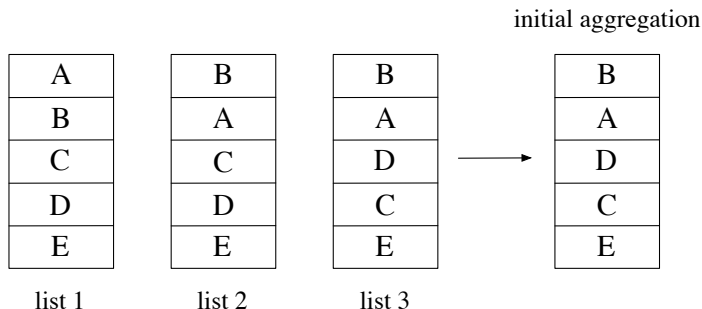 initial aggregation
A B B B
B A A A
C C D D
D D C C
E E E E
list 1 list 2 list 3